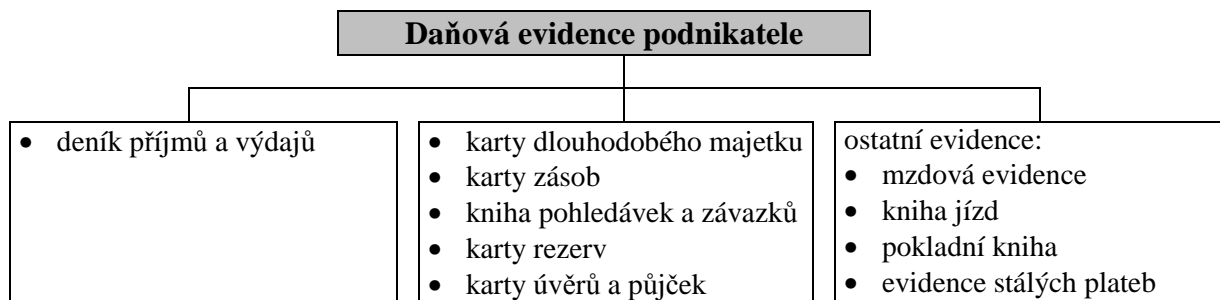 Daňová evidence podnikatele
• deník příjmů a výdajů
• karty dlouhodobého majetku
• karty zásob
• kniha pohledávek a závazků
• karty rezerv
• karty úvěrů a půjček
ostatní evidence:
• mzdová evidence
• kniha jízd
• pokladní kniha
• evidence stálých plateb